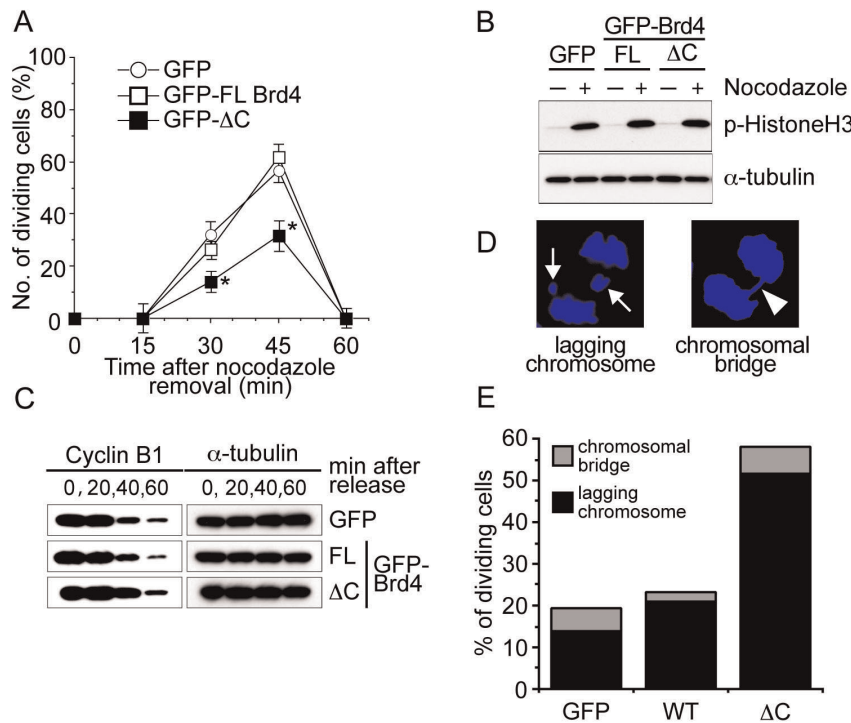 A
No. of dividing cells (%)
100
80
60
40
20
0
GFP
GFP-FL Brd4
GFP-ΔC
*
*
0 15 30 45 60
Time after nocodazole
removal (min)
B
GFP-Brd4
GFP FL ΔC
– + – + – + Nocodazole
p-HistoneH3
α-tubulin
C
Cyclin B1 α-tubulin min after
0, 20,40,60 0, 20,40,60 release
GFP
FL
ΔC
GFP-
Brd4
D
lagging
chromosome
chromosomal
bridge
E
% of dividing cells
60
50
40
30
20
10
0
chromosomal
bridge
lagging
chromosome
GFP WT ΔC